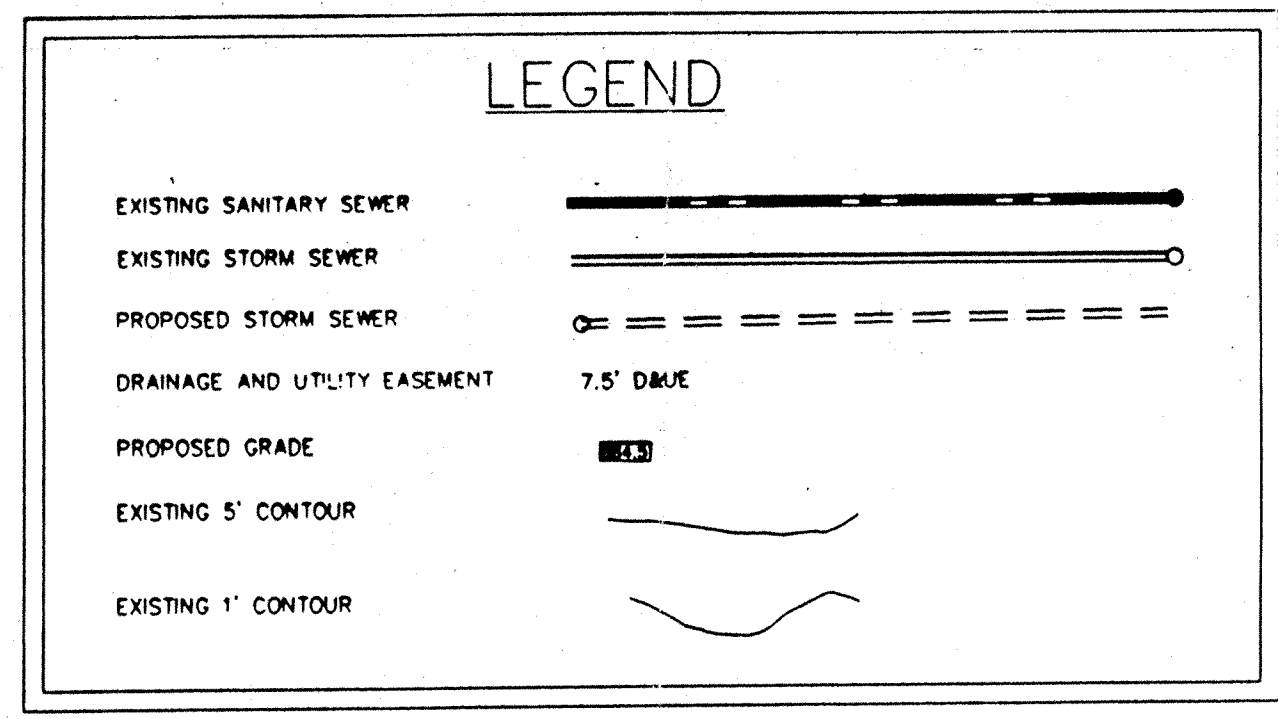 LEGEND
EXISTING SANITARY SEWER
EXISTING STORM SEWER
PROPOSED STORM SEWER
DRAINAGE AND UTILITY EASEMENT 7.5' D&UE
PROPOSED GRADE
EXISTING 5' CONTOUR
EXISTING 1' CONTOUR